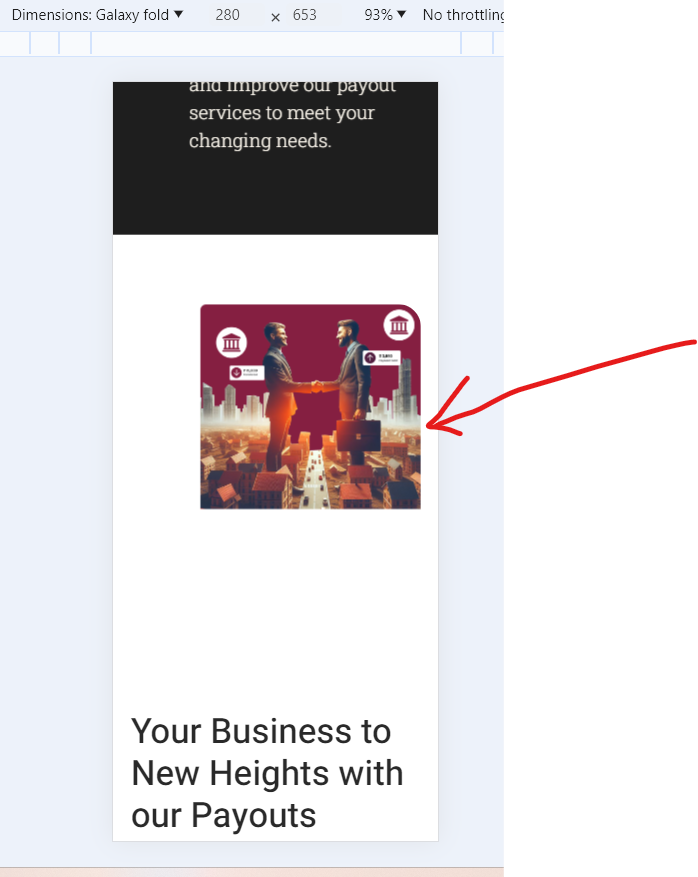 Dimensions: Galaxy fold ▼ 280 × 653 93% ▼ No throttling
and improve our payout
services to meet your
changing needs.
Your Business to
New Heights with
our Payouts